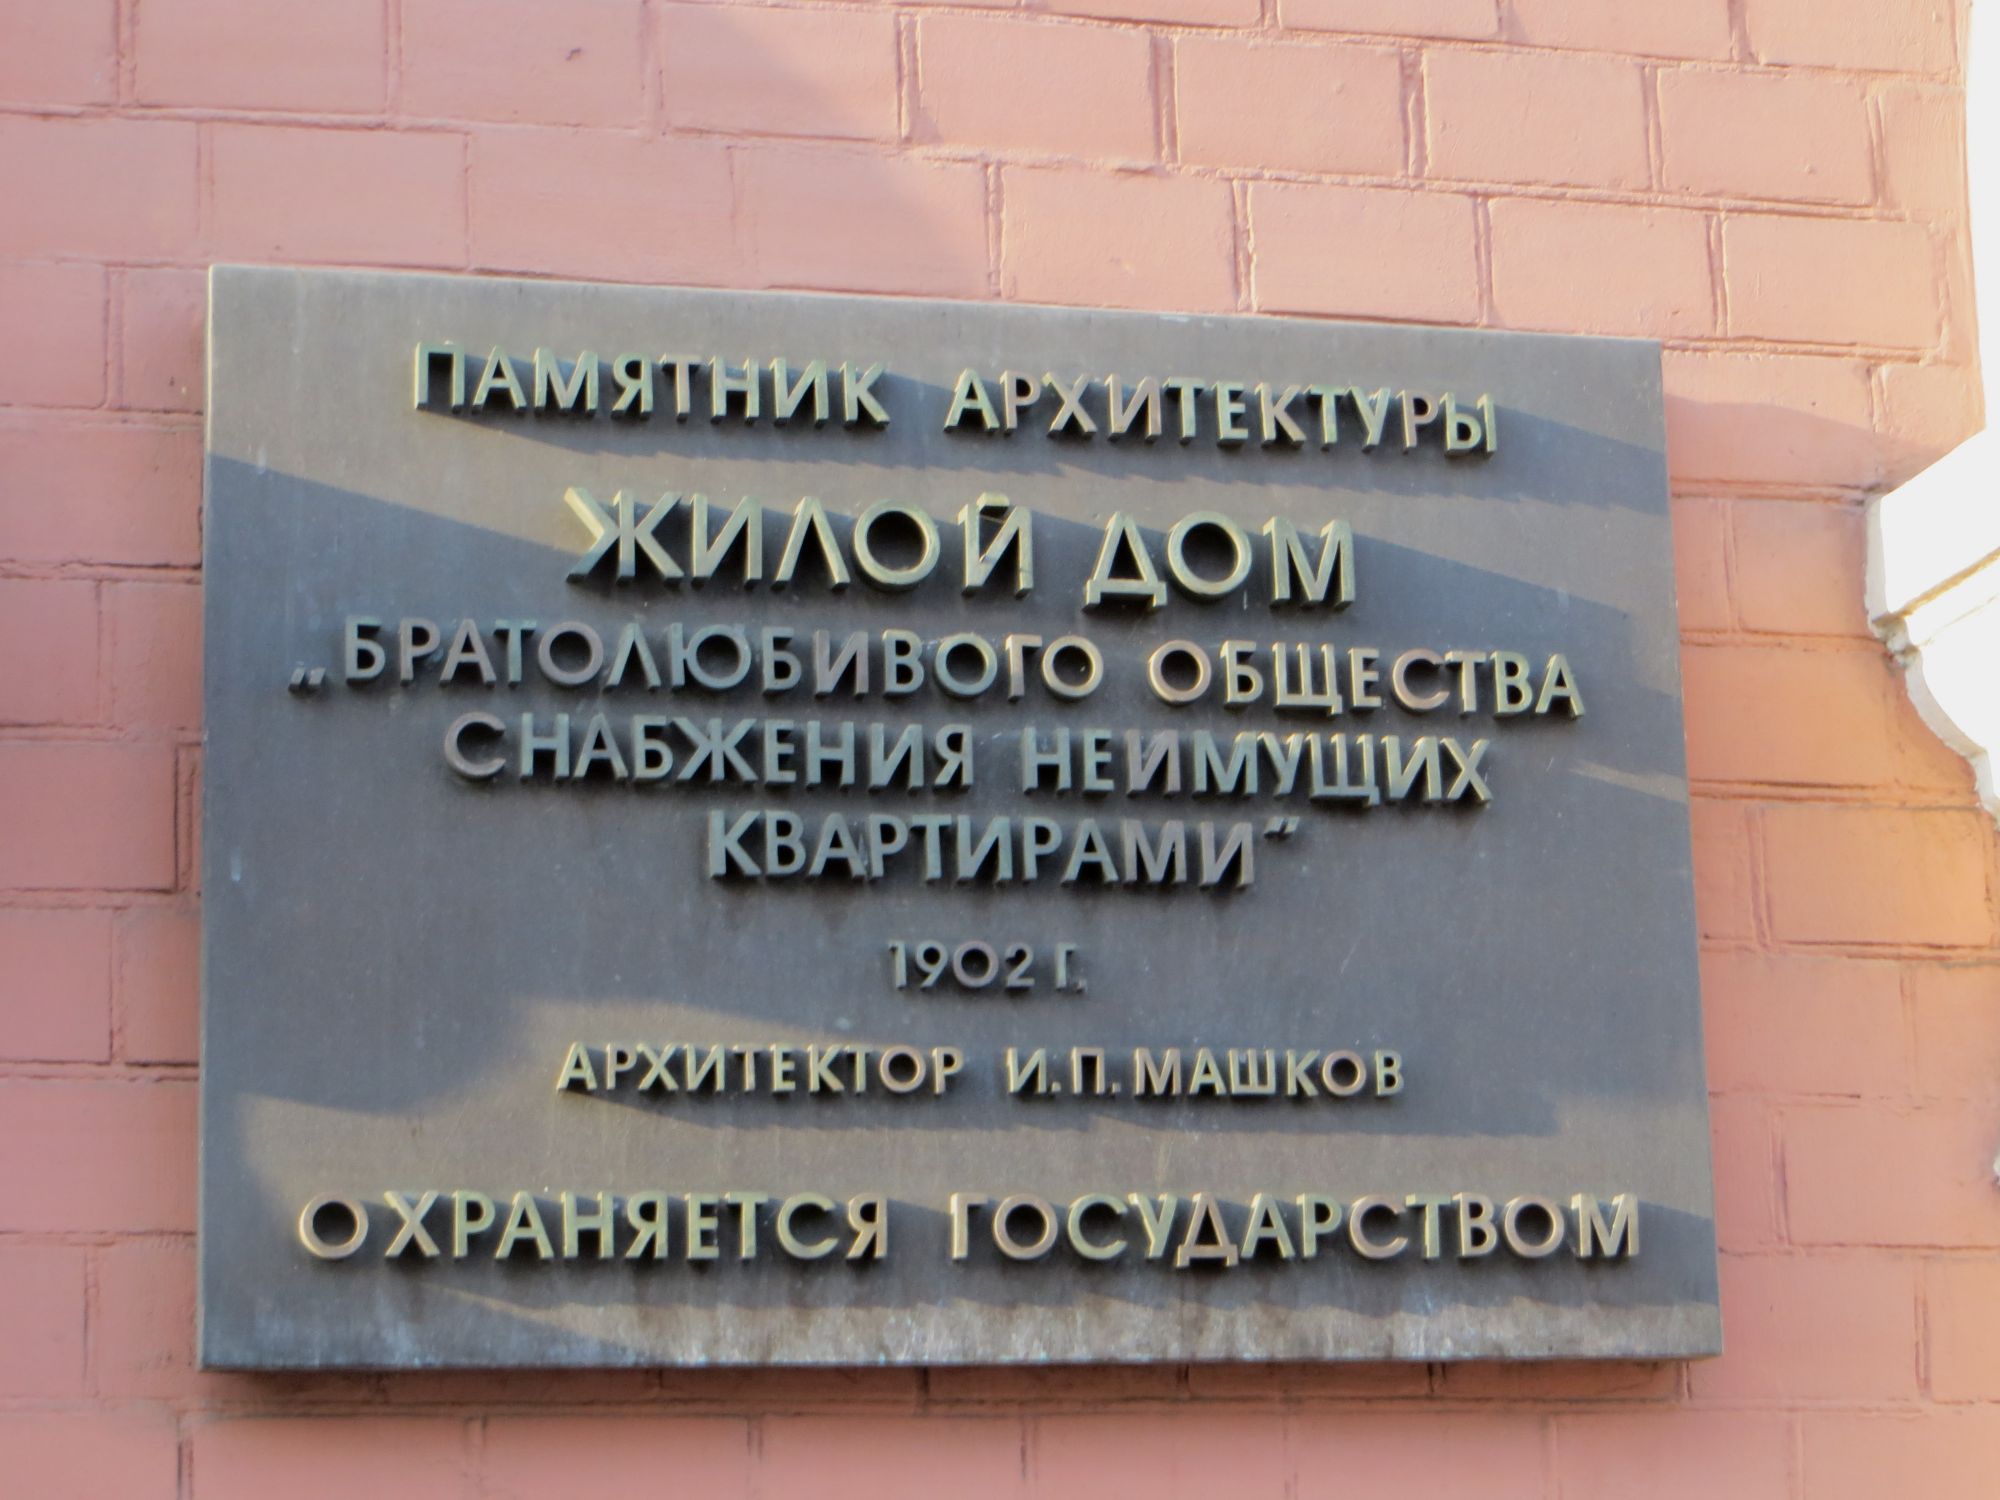 ПАМЯТНИК АРХИТЕКТУРЫ
ЖИЛОЙ ДОМ
„БРАТОЛЮБИВОГО ОБЩЕСТВА
СНАБЖЕНИЯ НЕИМУЩИХ
КВАРТИРАМИ“
1902 Г.
АРХИТЕКТОР И.П. МАШКОВ
ОХРАНЯЕТСЯ ГОСУДАРСТВОМ